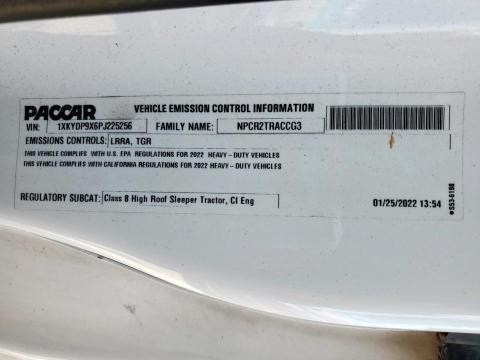 PACCAR VEHICLE EMISSION CONTROL INFORMATION
VIN: 1XKYDP9X6PJ225256 FAMILY NAME: NPCR2TRACCG3
EMISSIONS CONTROLS: LRRA, TGR
THIS VEHICLE COMPLIES WITH U.S. EPA REGULATIONS FOR 2022 HEAVY-DUTY VEHICLES
THIS VEHICLE COMPLIES WITH CALIFORNIA REGULATIONS FOR 2022 HEAVY-DUTY VEHICLES
REGULATORY SUBCAT: Class 8 High Roof Sleeper Tractor, CI Eng
01/25/2022 13:54
S53-6198